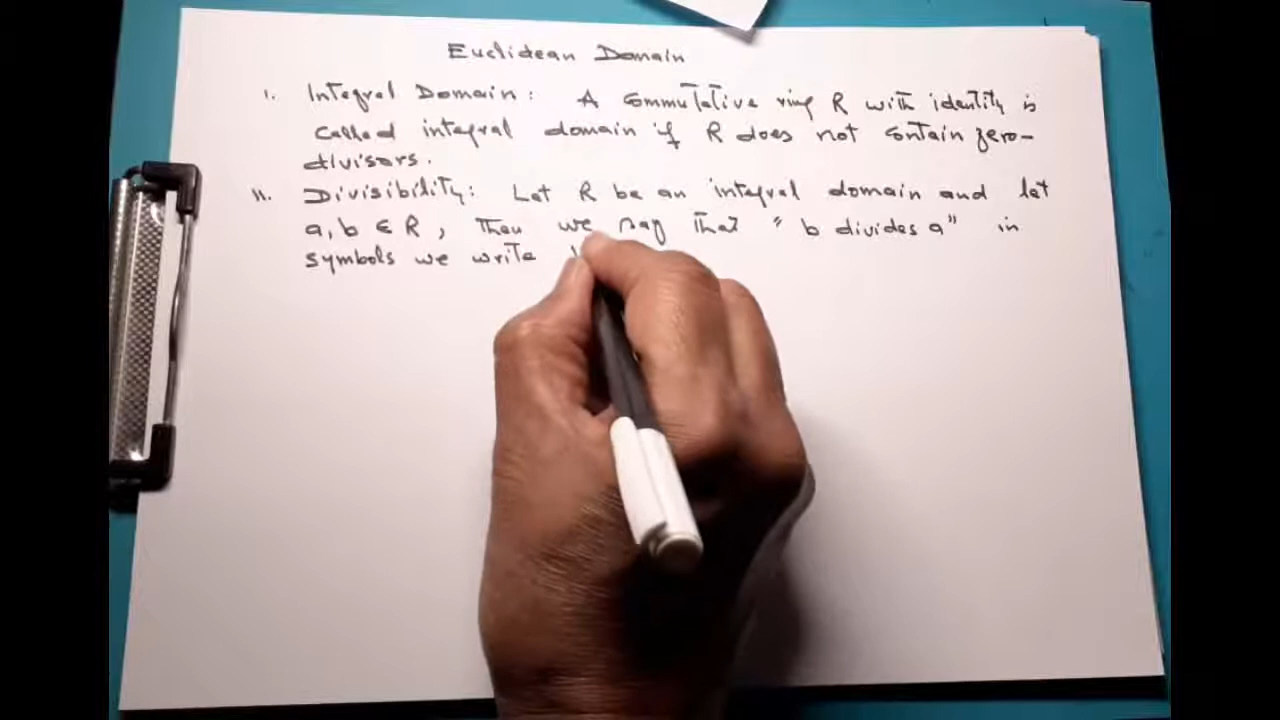 Euclidean Domain
I. Integral Domain: A Commutative ring R with identity is
called integral domain if R does not contain zero-
divisors.
II. Divisibility: Let R be an integral domain and let
a, b ∈ R, Then we say that " b divides a" in
symbols we write